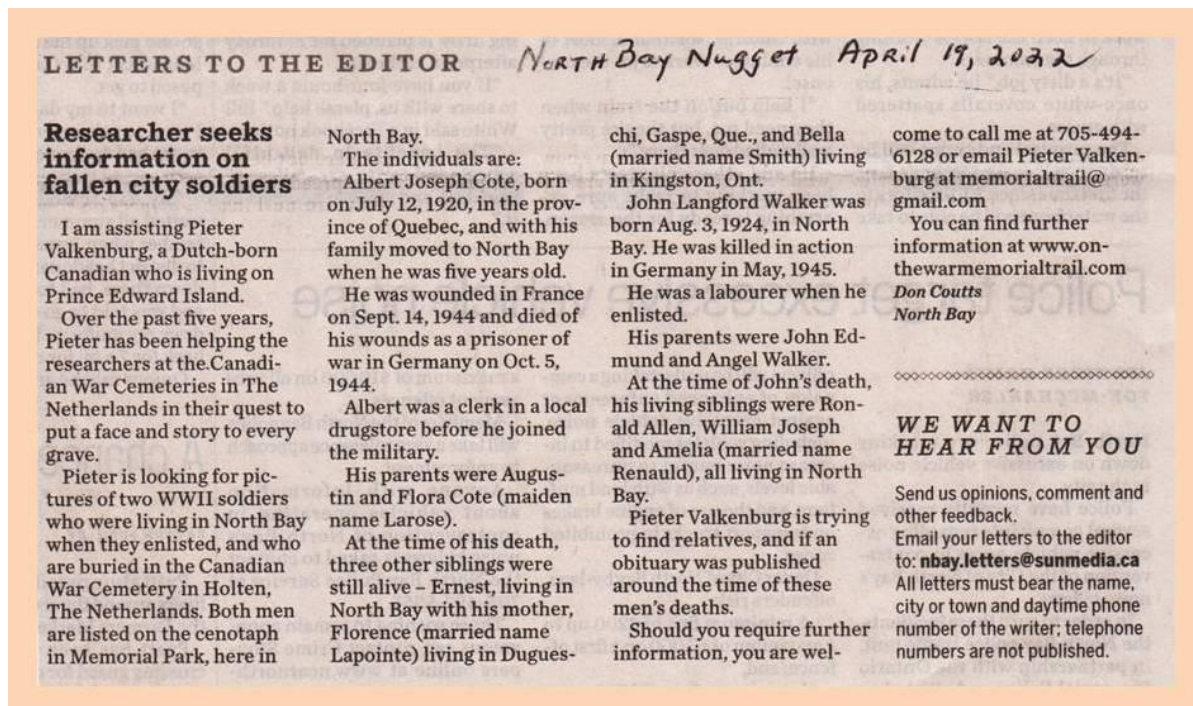 LETTERS TO THE EDITOR North Bay Nugget April 19, 2022
Researcher seeks
information on
fallen city soldiers
I am assisting Pieter
Valkenburg, a Dutch-born
Canadian who is living on
Prince Edward Island.
Over the past five years,
Pieter has been helping the
researchers at the Canadi-
an War Cemeteries in The
Netherlands in their quest to
put a face and story to every
grave.
Pieter is looking for pic-
tures of two WWII soldiers
who were living in North Bay
when they enlisted, and who
are buried in the Canadian
War Cemetery in Holten,
The Netherlands. Both men
are listed on the cenotaph
in Memorial Park, here in
North Bay.
The individuals are:
Albert Joseph Cote, born
on July 12, 1920, in the prov-
ince of Quebec, and with his
family moved to North Bay
when he was five years old.
He was wounded in France
on Sept. 14, 1944 and died of
his wounds as a prisoner of
war in Germany on Oct. 5,
1944.
Albert was a clerk in a local
drugstore before he joined
the military.
His parents were Augus-
tin and Flora Cote (maiden
name Larose).
At the time of his death,
three other siblings were
still alive – Ernest, living in
North Bay with his mother,
Florence (married name
Lapointe) living in Dugues-
chi, Gaspe, Que., and Bella
(married name Smith) living
in Kingston, Ont.
John Langford Walker was
born Aug. 3, 1924, in North
Bay. He was killed in action
in Germany in May, 1945.
He was a labourer when he
enlisted.
His parents were John Ed-
mund and Angel Walker.
At the time of John's death,
his living siblings were Ron-
ald Allen, William Joseph
and Amelia (married name
Retauld), all living in North
Bay.
Pieter Valkenburg is trying
to find relatives, and if an
obituary was published
around the time of these
men's deaths.
Should you require further
information, you are wel-
come to call me at 705-494-
6128 or email Pieter Valken-
burg at memorialtrail@
gmail.com
You can find further
information at www.on-
thewarmemorialtrail.com
Don Coutts
North Bay
WE WANT TO
HEAR FROM YOU
Send us opinions, comment and
other feedback.
Email your letters to the editor
to: nbay.letters@sunmedia.ca
All letters must bear the name,
city or town and daytime phone
number of the writer; telephone
numbers are not published.